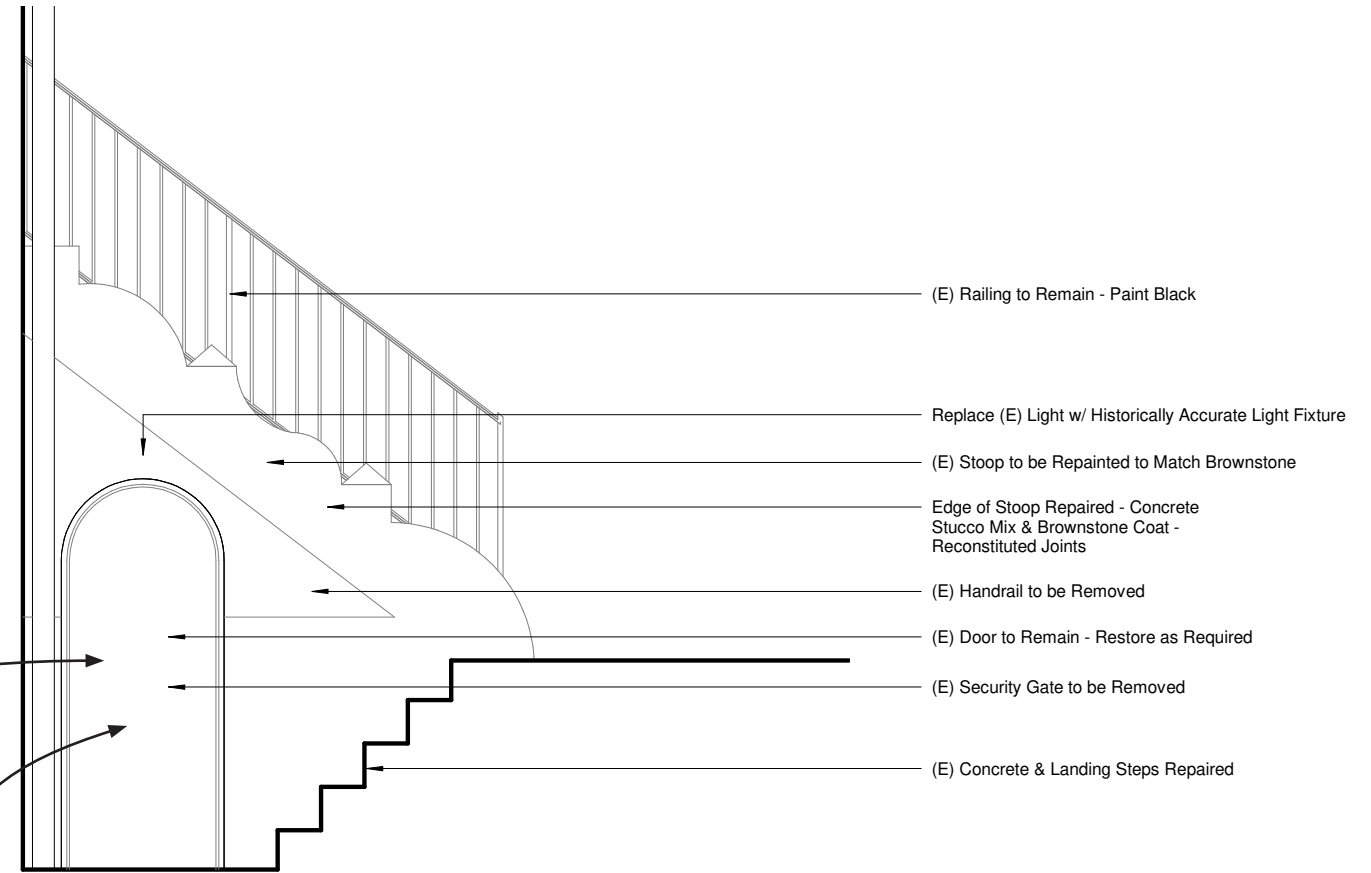 (E) Railing to Remain - Paint Black
Replace (E) Light w/ Historically Accurate Light Fixture
(E) Stoop to be Repainted to Match Brownstone
Edge of Stoop Repaired - Concrete
Stucco Mix & Brownstone Coat -
Reconstituted Joints
(E) Handrail to be Removed
(E) Door to Remain - Restore as Required
(E) Security Gate to be Removed
(E) Concrete & Landing Steps Repaired